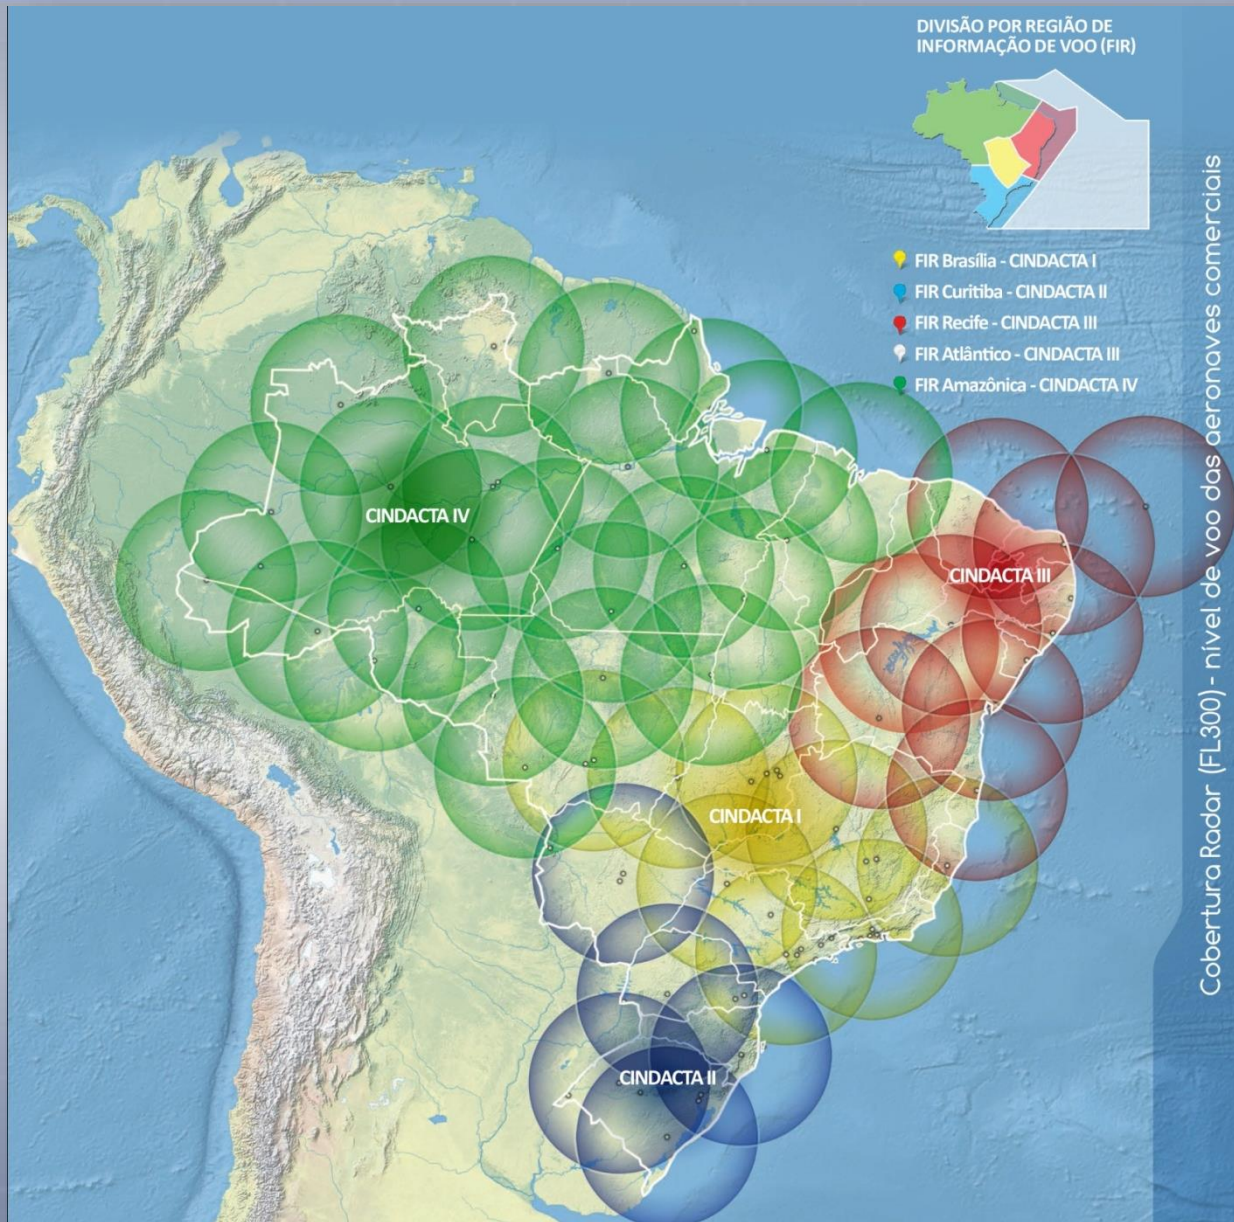 DIVISÃO POR REGIÃO DE
INFORMAÇÃO DE VOO (FIR)
FIR Brasília - CINDACTA I
FIR Curitiba - CINDACTA II
FIR Recife - CINDACTA III
FIR Atlântico - CINDACTA III
FIR Amazônica - CINDACTA IV
CINDACTA IV
CINDACTA III
CINDACTA I
CINDACTA II
Cobertura Radar (FL300) - nível de voo das aeronaves comerciais